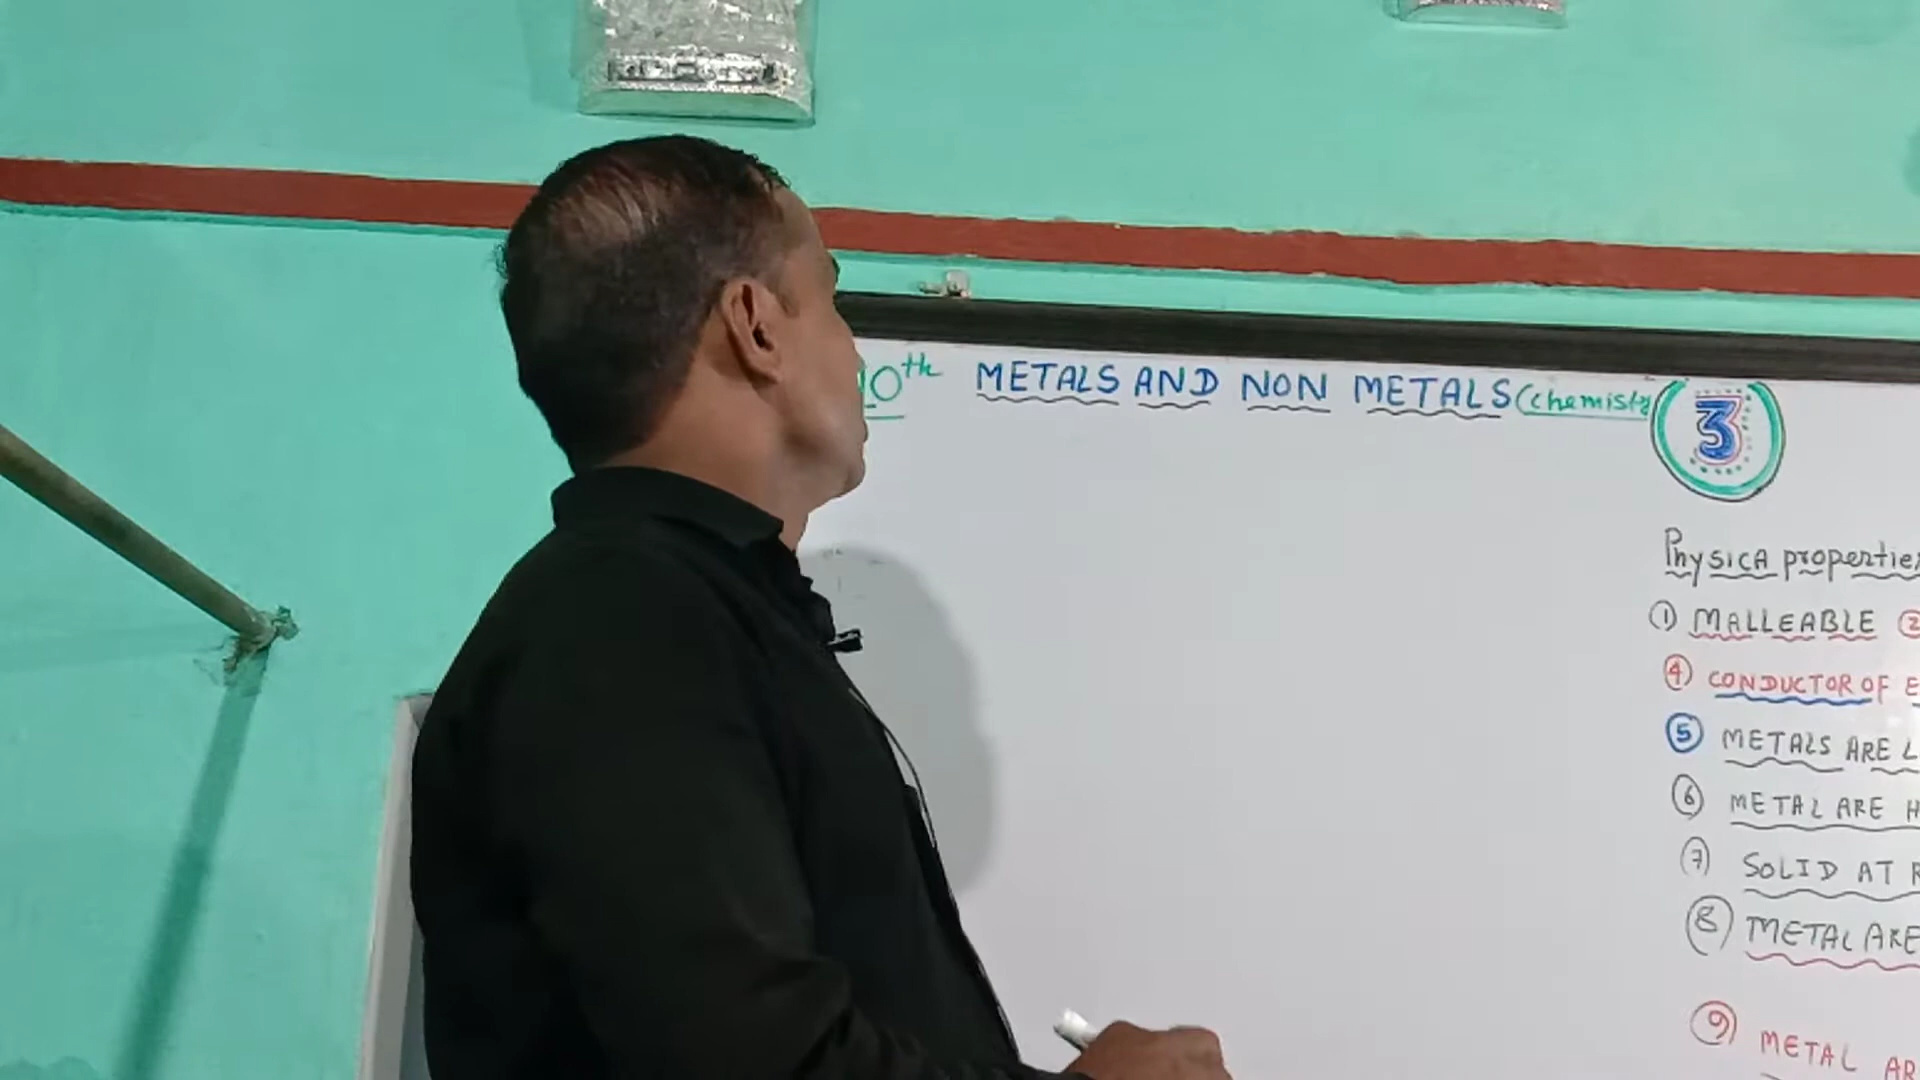 10th METALS AND NON METALS (chemistry
3
Physica properties
① MALLEABLE ②
④ CONDUCTOR OF E
⑤ METALS ARE L
⑥ METAL ARE H
⑦ SOLID AT R
⑧ METAL ARE
⑨ METAL AR